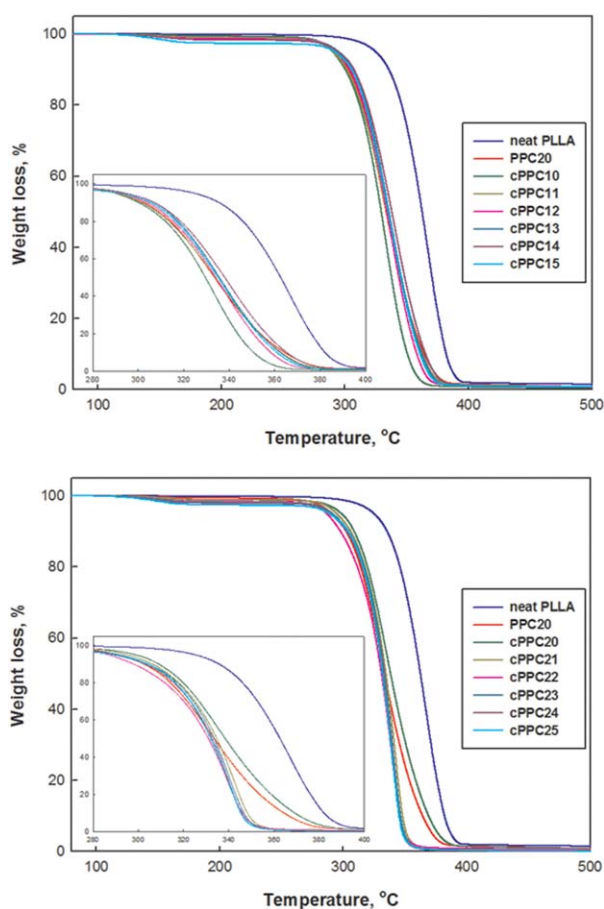 100
80
60
40
20
0
Weight loss, %
neat PLLA
PPC20
cPPC10
cPPC11
cPPC12
cPPC13
cPPC14
cPPC15
100
80
60
40
20
0
280 300 320 340 360 380 400
100 200 300 400 500
Temperature, °C
100
80
60
40
20
0
Weight loss, %
neat PLLA
PPC20
cPPC20
cPPC21
cPPC22
cPPC23
cPPC24
cPPC25
100
80
60
40
20
0
280 300 320 340 360 380 400
100 200 300 400 500
Temperature, °C